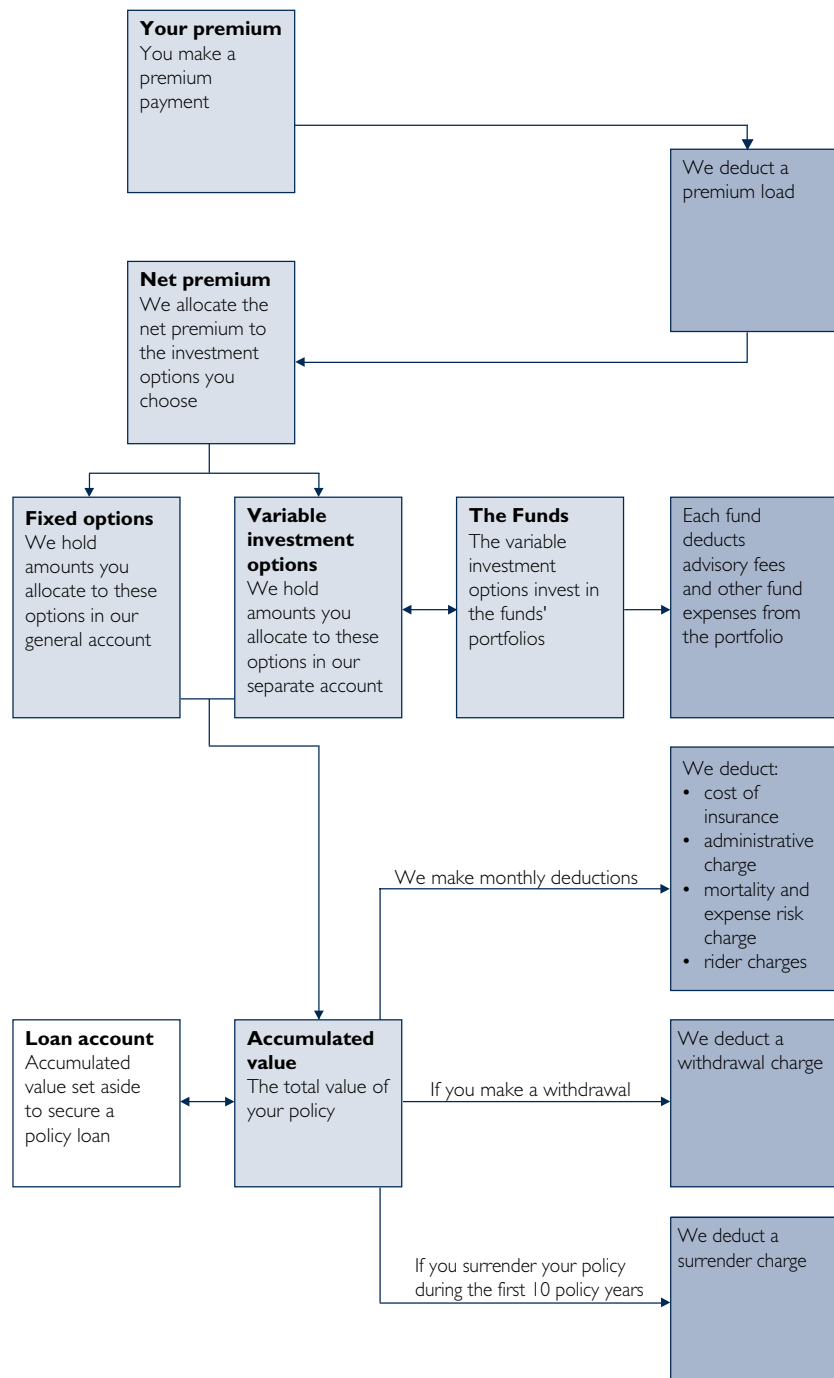 Your premium
You make a
premium
payment
We deduct a
premium load
Net premium
We allocate the
net premium to
the investment
options you
choose
Fixed options
We hold
amounts you
allocate to these
options in our
general account
Variable
investment
options
We hold
amounts you
allocate to these
options in our
separate account
The Funds
The variable
investment
options invest in
the funds'
portfolios
Each fund
deducts
advisory fees
and other fund
expenses from
the portfolio
We make monthly deductions
We deduct:
• cost of
insurance
• administrative
charge
• mortality and
expense risk
charge
• rider charges
Loan account
Accumulated
value set aside
to secure a
policy loan
Accumulated
value
The total value of
your policy
If you make a withdrawal
We deduct a
withdrawal charge
If you surrender your policy
during the first 10 policy years
We deduct a
surrender charge